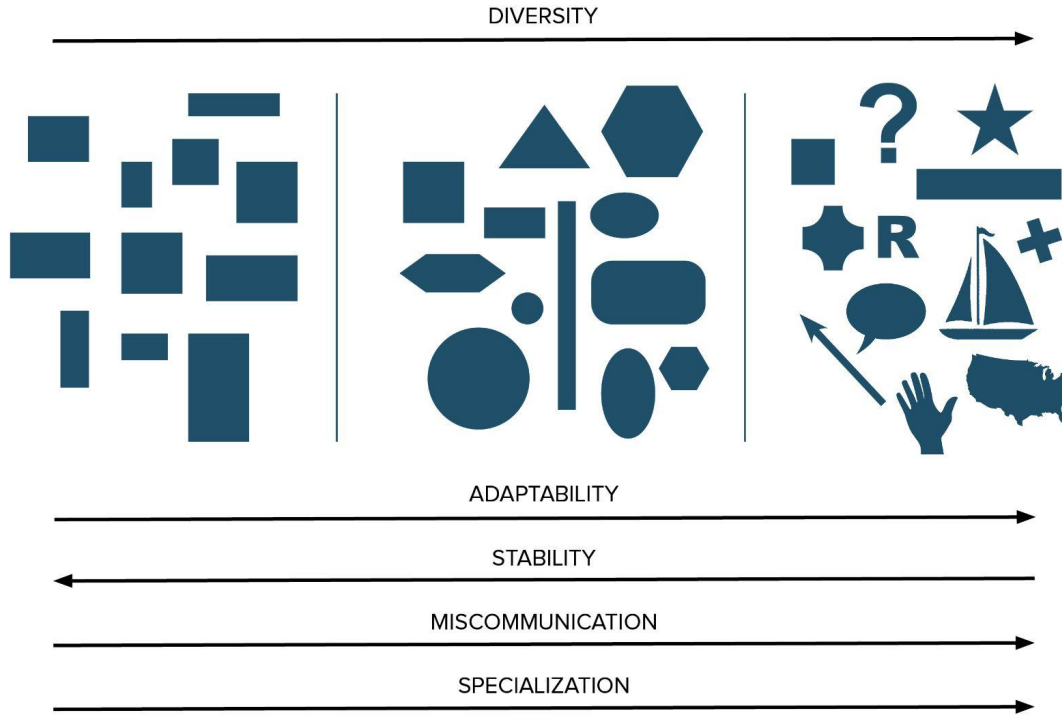 DIVERSITY
?
R
ADAPTABILITY
STABILITY
MISCOMMUNICATION
SPECIALIZATION